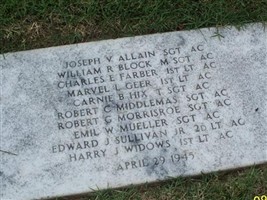 JOSEPH V. ALLAIN SGT AC
WILLIAM R BLOCK M SGT AC
CHARLES E FARBER 1ST LT AC
MARVEL L GEER 1ST LT AC
CARNIE B HIX T SGT AC
ROBERT C MIDDLEMAS SGT AC
ROBERT G MORRISROE SGT AC
EMIL W MUELLER SGT AC
EDWARD J SULLIVAN JR 2D LT AC
HARRY J WIDOWS 1ST LT AC
APRIL 29 1945